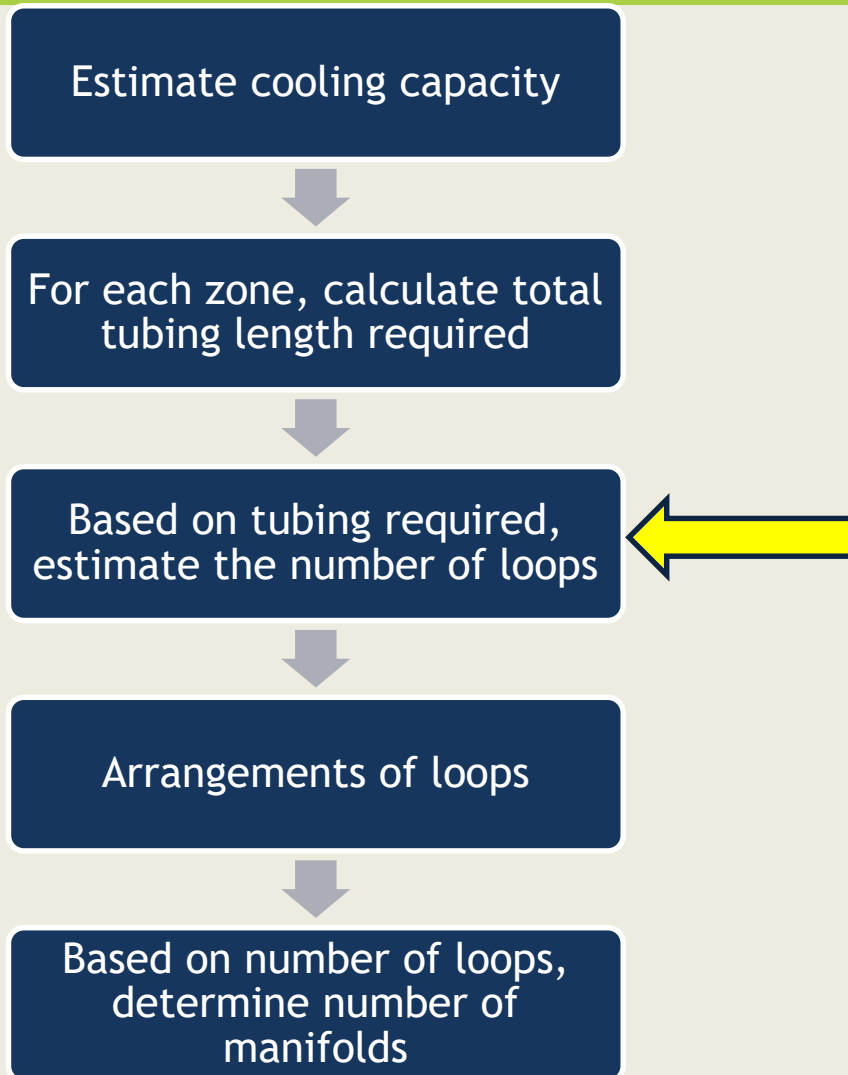 Estimate cooling capacity
For each zone, calculate total
tubing length required
Based on tubing required,
estimate the number of loops
Arrangements of loops
Based on number of loops,
determine number of
manifolds